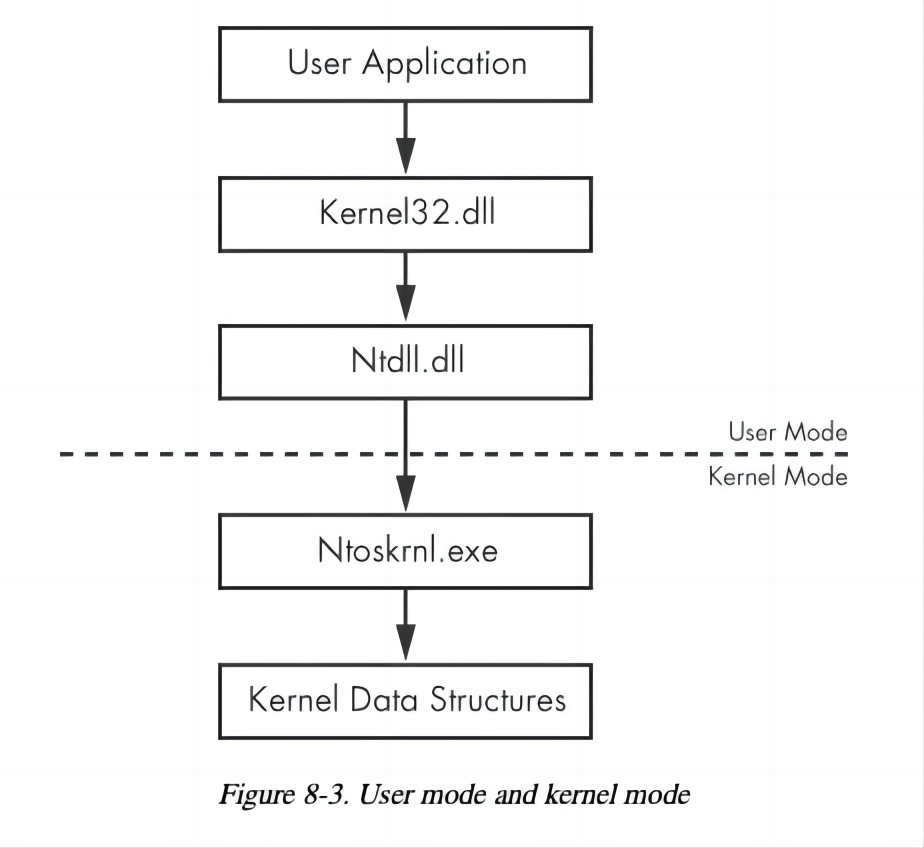 User Application
Kernel32.dll
Ntdll.dll
User Mode
Kernel Mode
Ntoskrnl.exe
Kernel Data Structures
Figure 8-3. User mode and kernel mode